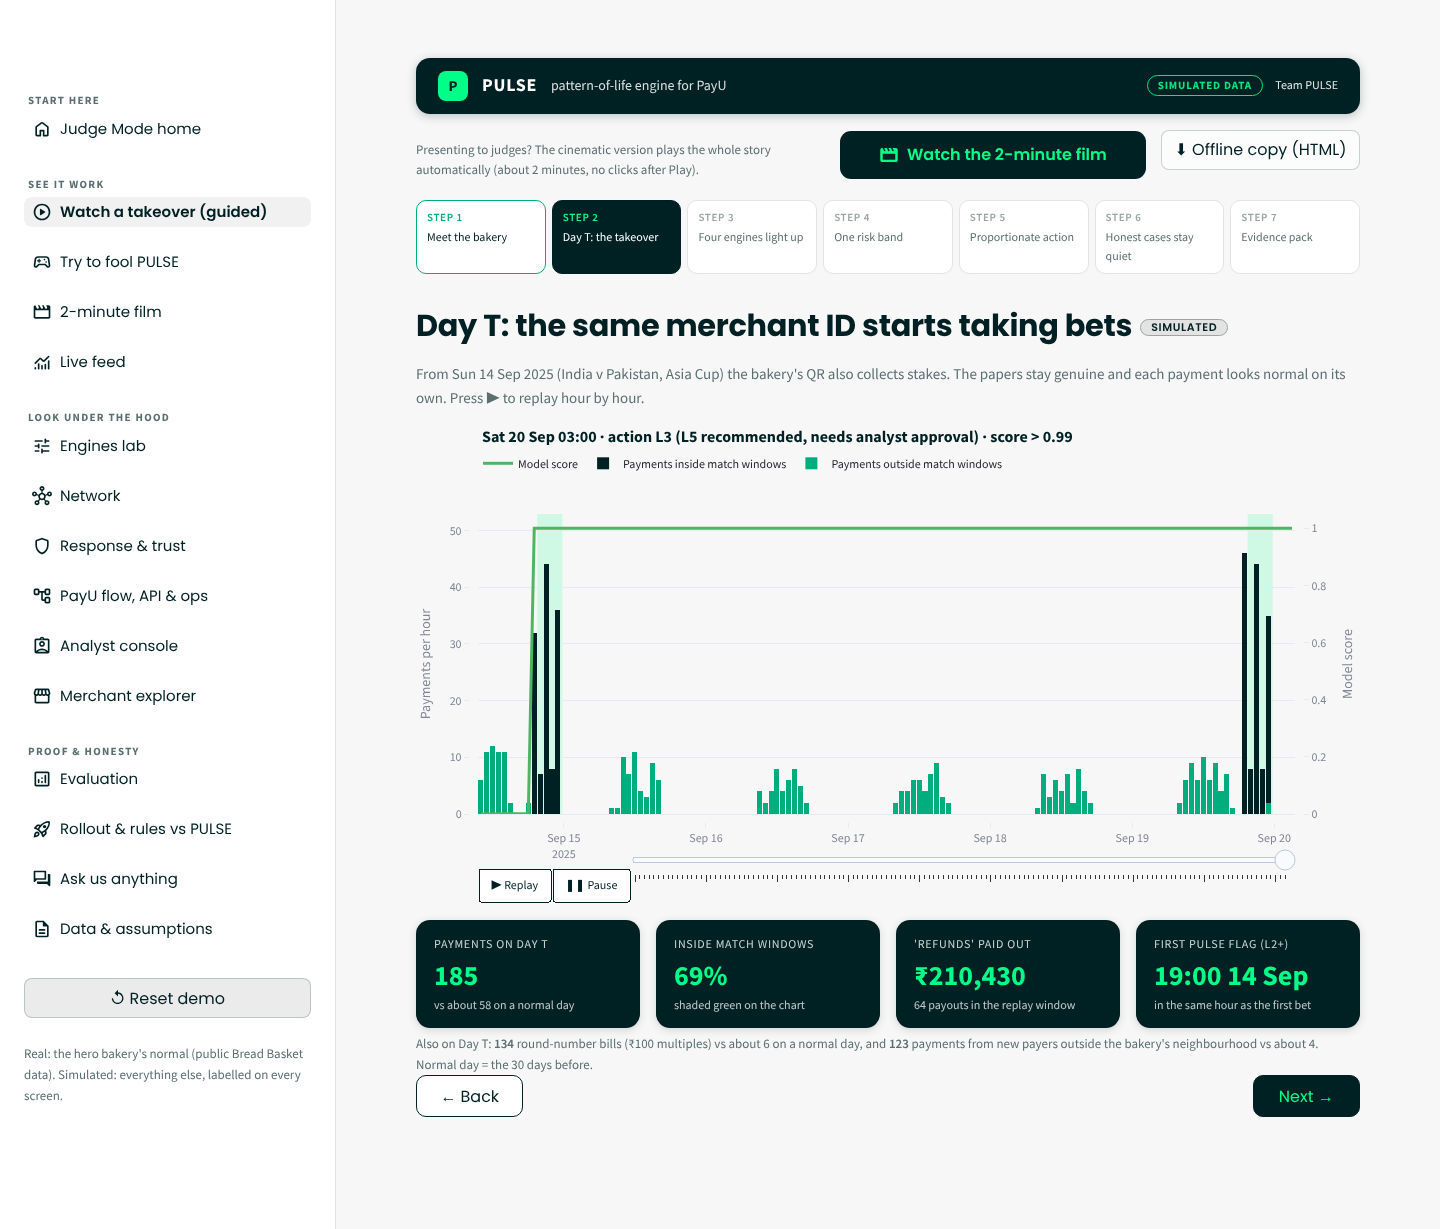 START HERE
Judge Mode home
SEE IT WORK
Watch a takeover (guided)
Try to fool PULSE
2-minute film
Live feed
LOOK UNDER THE HOOD
Engines lab
Network
Response & trust
PayU flow, API & ops
Analyst console
Merchant explorer
PROOF & HONESTY
Evaluation
Rollout & rules vs PULSE
Ask us anything
Data & assumptions
Reset demo
Real: the hero bakery's normal (public Bread Basket
data). Simulated: everything else, labelled on every
screen.
P PULSE pattern-of-life engine for PayU SIMULATED DATA Team PULSE
Presenting to judges? The cinematic version plays the whole story
automatically (about 2 minutes, no clicks after Play).
Watch the 2-minute film
⬇ Offline copy (HTML)
STEP 1
Meet the bakery
STEP 2
Day T: the takeover
STEP 3
Four engines light up
STEP 4
One risk band
STEP 5
Proportionate action
STEP 6
Honest cases stay
quiet
STEP 7
Evidence pack
Day T: the same merchant ID starts taking bets SIMULATED
From Sun 14 Sep 2025 (India v Pakistan, Asia Cup) the bakery's QR also collects stakes. The papers stay genuine and each payment looks normal on its
own. Press ▶ to replay hour by hour.
Sat 20 Sep 03:00 · action L3 (L5 recommended, needs analyst approval) · score > 0.99
Model score Payments inside match windows Payments outside match windows
Payments per hour
50
40
30
20
10
0
1
0.8
0.6
0.4
0.2
0
Model score
Sep 15 Sep 16 Sep 17 Sep 18 Sep 19 Sep 20
2025
▶ Replay
❚❚ Pause
PAYMENTS ON DAY T
185
vs about 58 on a normal day
INSIDE MATCH WINDOWS
69%
shaded green on the chart
'REFUNDS' PAID OUT
₹210,430
64 payouts in the replay window
FIRST PULSE FLAG (L2+)
19:00 14 Sep
in the same hour as the first bet
Also on Day T: 134 round-number bills (₹100 multiples) vs about 6 on a normal day, and 123 payments from new payers outside the bakery's neighbourhood vs about 4.
Normal day = the 30 days before.
← Back
Next →